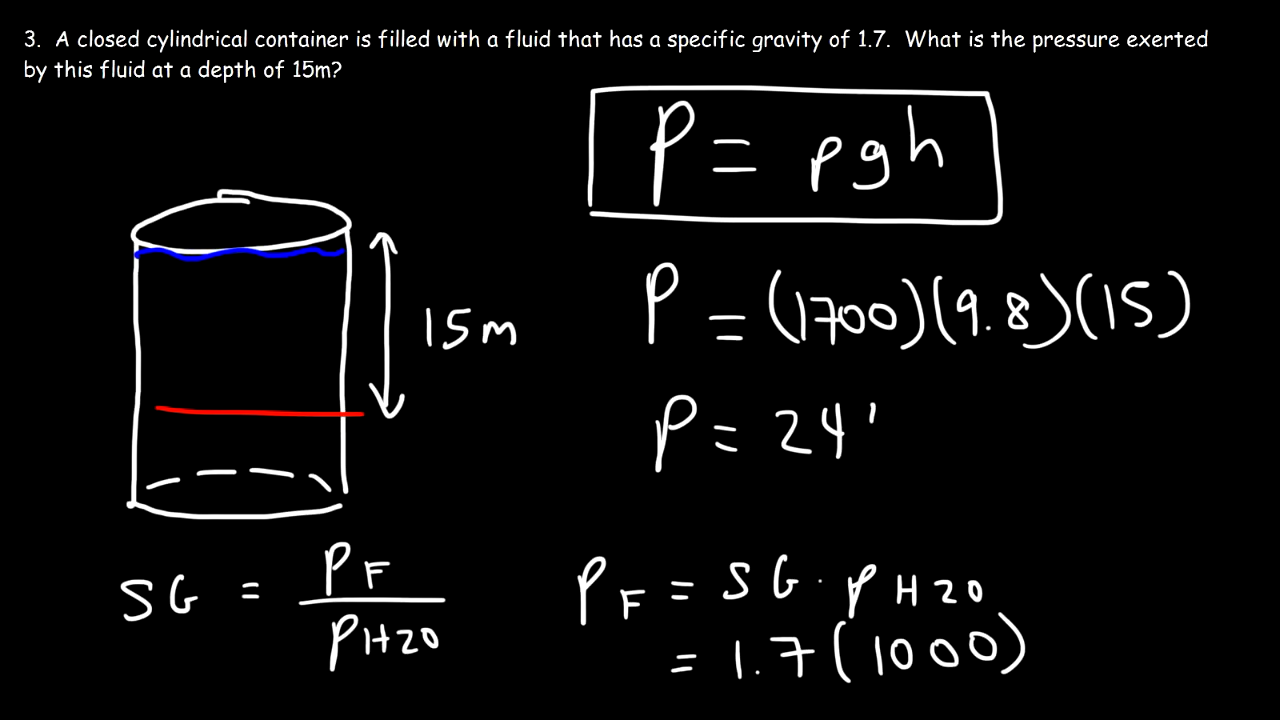 3. A closed cylindrical container is filled with a fluid that has a specific gravity of 1.7. What is the pressure exerted
by this fluid at a depth of 15m?
P = ρgh
15m
P = (1700)(9.8)(15)
P = 24'
SG = ρF / ρH20
ρF = SG · ρH20
= 1.7(1000)